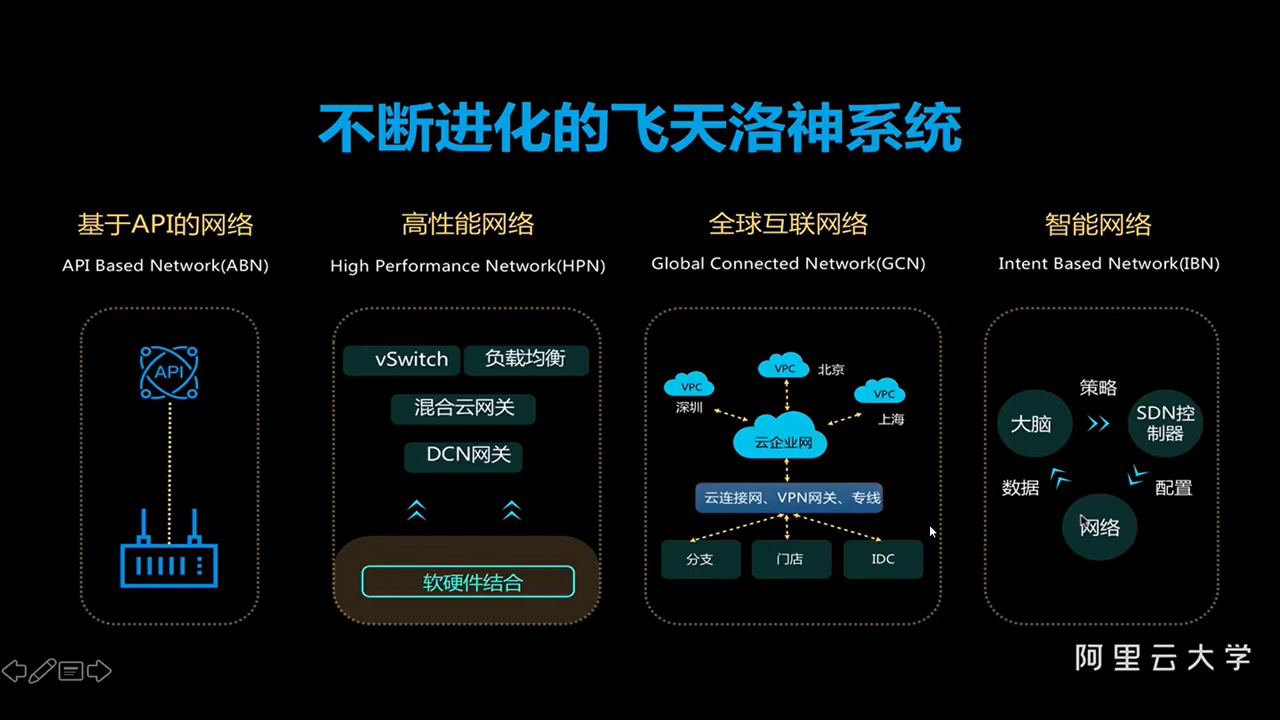 不断进化的飞天洛神系统
基于API的网络
API Based Network(ABN)
API
高性能网络
High Performance Network(HPN)
vSwitch
负载均衡
混合云网关
DCN网关
软硬件结合
全球互联网络
Global Connected Network(GCN)
VPC
北京
VPC
深圳
VPC
上海
云企业网
云连接网、VPN网关、专线
分支
门店
IDC
智能网络
Intent Based Network(IBN)
策略
大脑
SDN控
制器
数据
配置
网络
阿里云大学